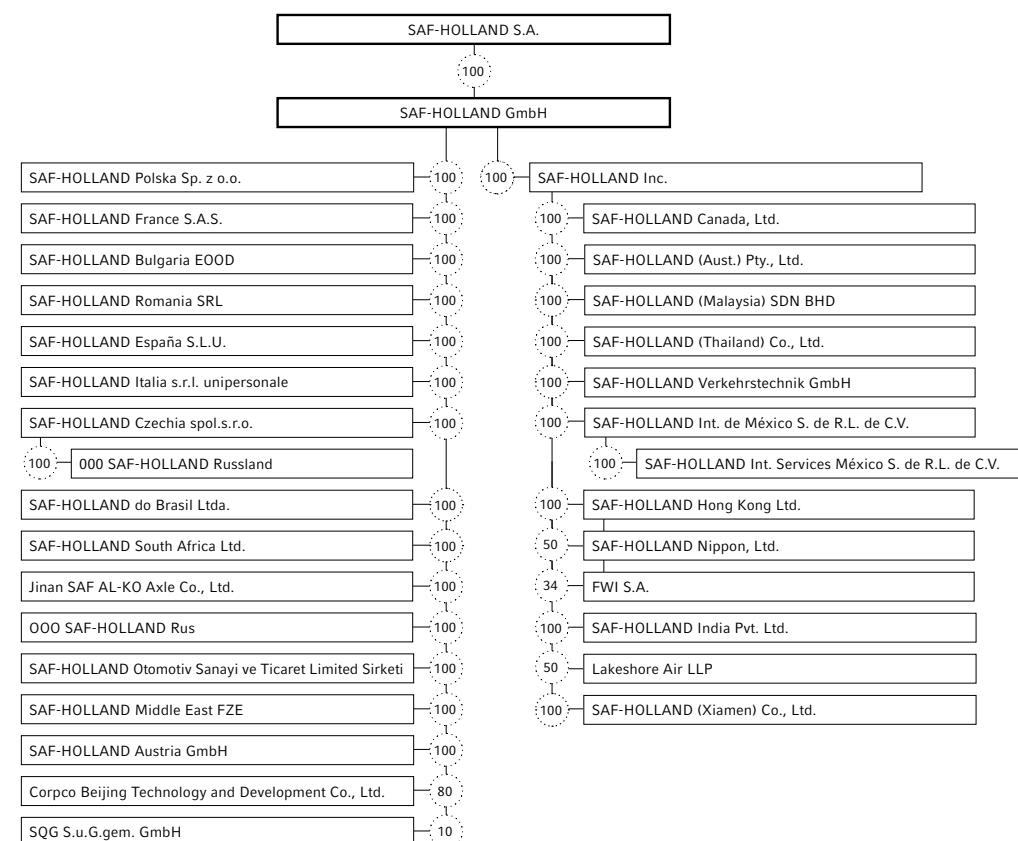 SAF-HOLLAND S.A.
100
SAF-HOLLAND GmbH
SAF-HOLLAND Polska Sp. z o.o.
100
100
SAF-HOLLAND Inc.
SAF-HOLLAND France S.A.S.
100
100
SAF-HOLLAND Canada, Ltd.
SAF-HOLLAND Bulgaria EOOD
100
100
SAF-HOLLAND (Aust.) Pty., Ltd.
SAF-HOLLAND Romania SRL
100
100
SAF-HOLLAND (Malaysia) SDN BHD
SAF-HOLLAND España S.L.U.
100
100
SAF-HOLLAND (Thailand) Co., Ltd.
SAF-HOLLAND Italia s.r.l. unipersonale
100
100
SAF-HOLLAND Verkehrstechnik GmbH
SAF-HOLLAND Czechia spol.s.r.o.
100
100
SAF-HOLLAND Int. de México S. de R.L. de C.V.
100
000 SAF-HOLLAND Russland
100
SAF-HOLLAND Int. Services México S. de R.L. de C.V.
SAF-HOLLAND do Brasil Ltda.
100
100
SAF-HOLLAND Hong Kong Ltd.
SAF-HOLLAND South Africa Ltd.
100
50
SAF-HOLLAND Nippon, Ltd.
Jinan SAF AL-KO Axle Co., Ltd.
100
34
FWI S.A.
OOO SAF-HOLLAND Rus
100
100
SAF-HOLLAND India Pvt. Ltd.
SAF-HOLLAND Otomotiv Sanayi ve Ticaret Limited Sirketi
100
50
Lakeshore Air LLP
SAF-HOLLAND Middle East FZE
100
100
SAF-HOLLAND (Xiamen) Co., Ltd.
SAF-HOLLAND Austria GmbH
100
Corpco Beijing Technology and Development Co., Ltd.
80
SQG S.u.G.gem. GmbH
10